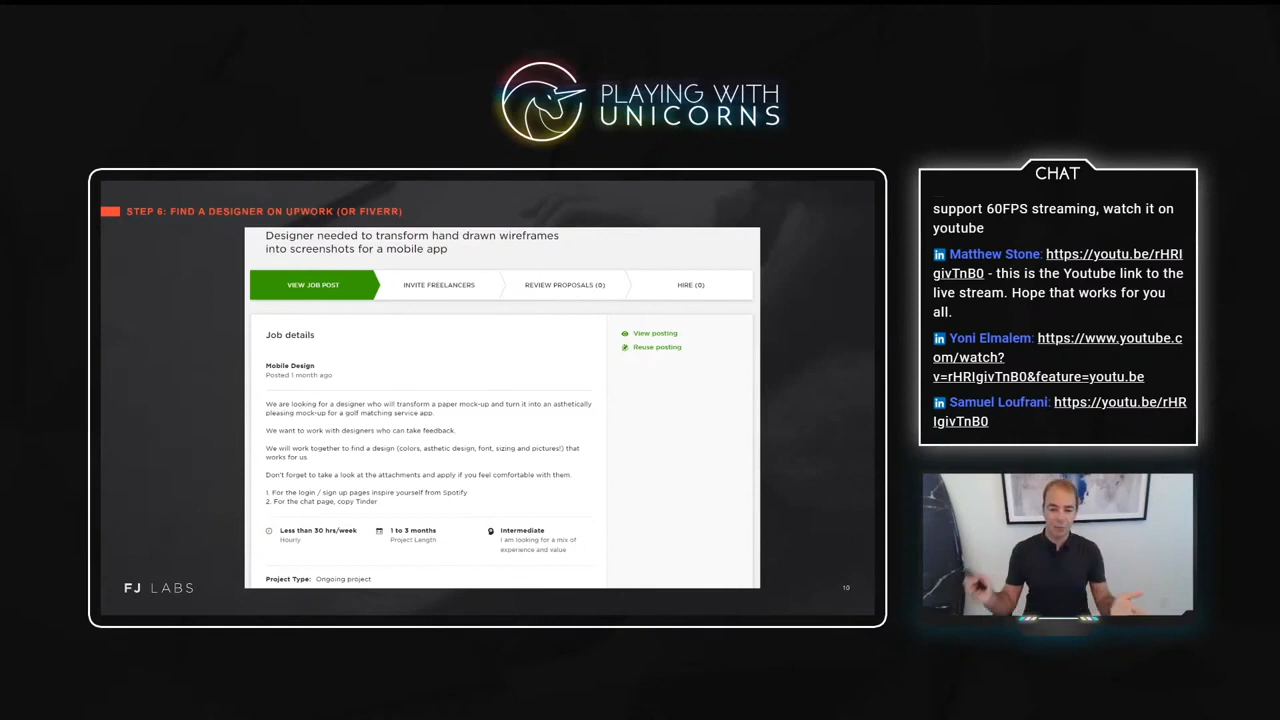 PLAYING WITH
UNICORNS
STEP 6: FIND A DESIGNER ON UPWORK (OR FIVERR)
Designer needed to transform hand drawn wireframes
into screenshots for a mobile app
VIEW JOB POST
INVITE FREELANCERS
REVIEW PROPOSALS (0)
HIRE (0)
Job details
View posting
Reuse posting
Mobile Design
Posted 1 month ago
We are looking for a designer who will transform a paper mock-up and turn it into an asthetically
pleasing mock-up for a golf matching service app.
We want to work with designers who can take feedback.
We will work together to find a design (colors, asthetic design, font, sizing and pictures!) that
works for us.
Don't forget to take a look at the attachments and apply if you feel comfortable with them.
1. For the login / sign up pages inspire yourself from Spotify
2. For the chat page, copy Tinder
Less than 30 hrs/week
Hourly
1 to 3 months
Project Length
Intermediate
I am looking for a mix of
experience and value
Project Type: Ongoing project
FJ LABS
10
CHAT
support 60FPS streaming, watch it on
youtube
Matthew Stone: https://youtu.be/rHRI
givTnB0 - this is the Youtube link to the
live stream. Hope that works for you
all.
Yoni Elmalem: https://www.youtube.c
om/watch?
v=rHRIgivTnB0&feature=youtu.be
Samuel Loufrani: https://youtu.be/rHR
IgivTnB0